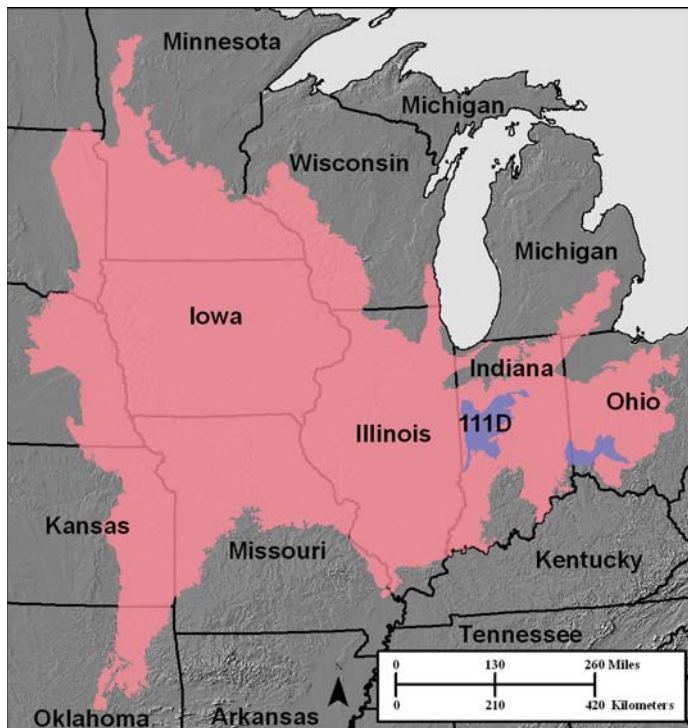 Minnesota
Michigan
Wisconsin
Michigan
Iowa
Indiana
Ohio
111D
Illinois
Kansas
Missouri
Kentucky
Tennessee
N
0 130 260 Miles
0 210 420 Kilometers
Oklahoma
Arkansas